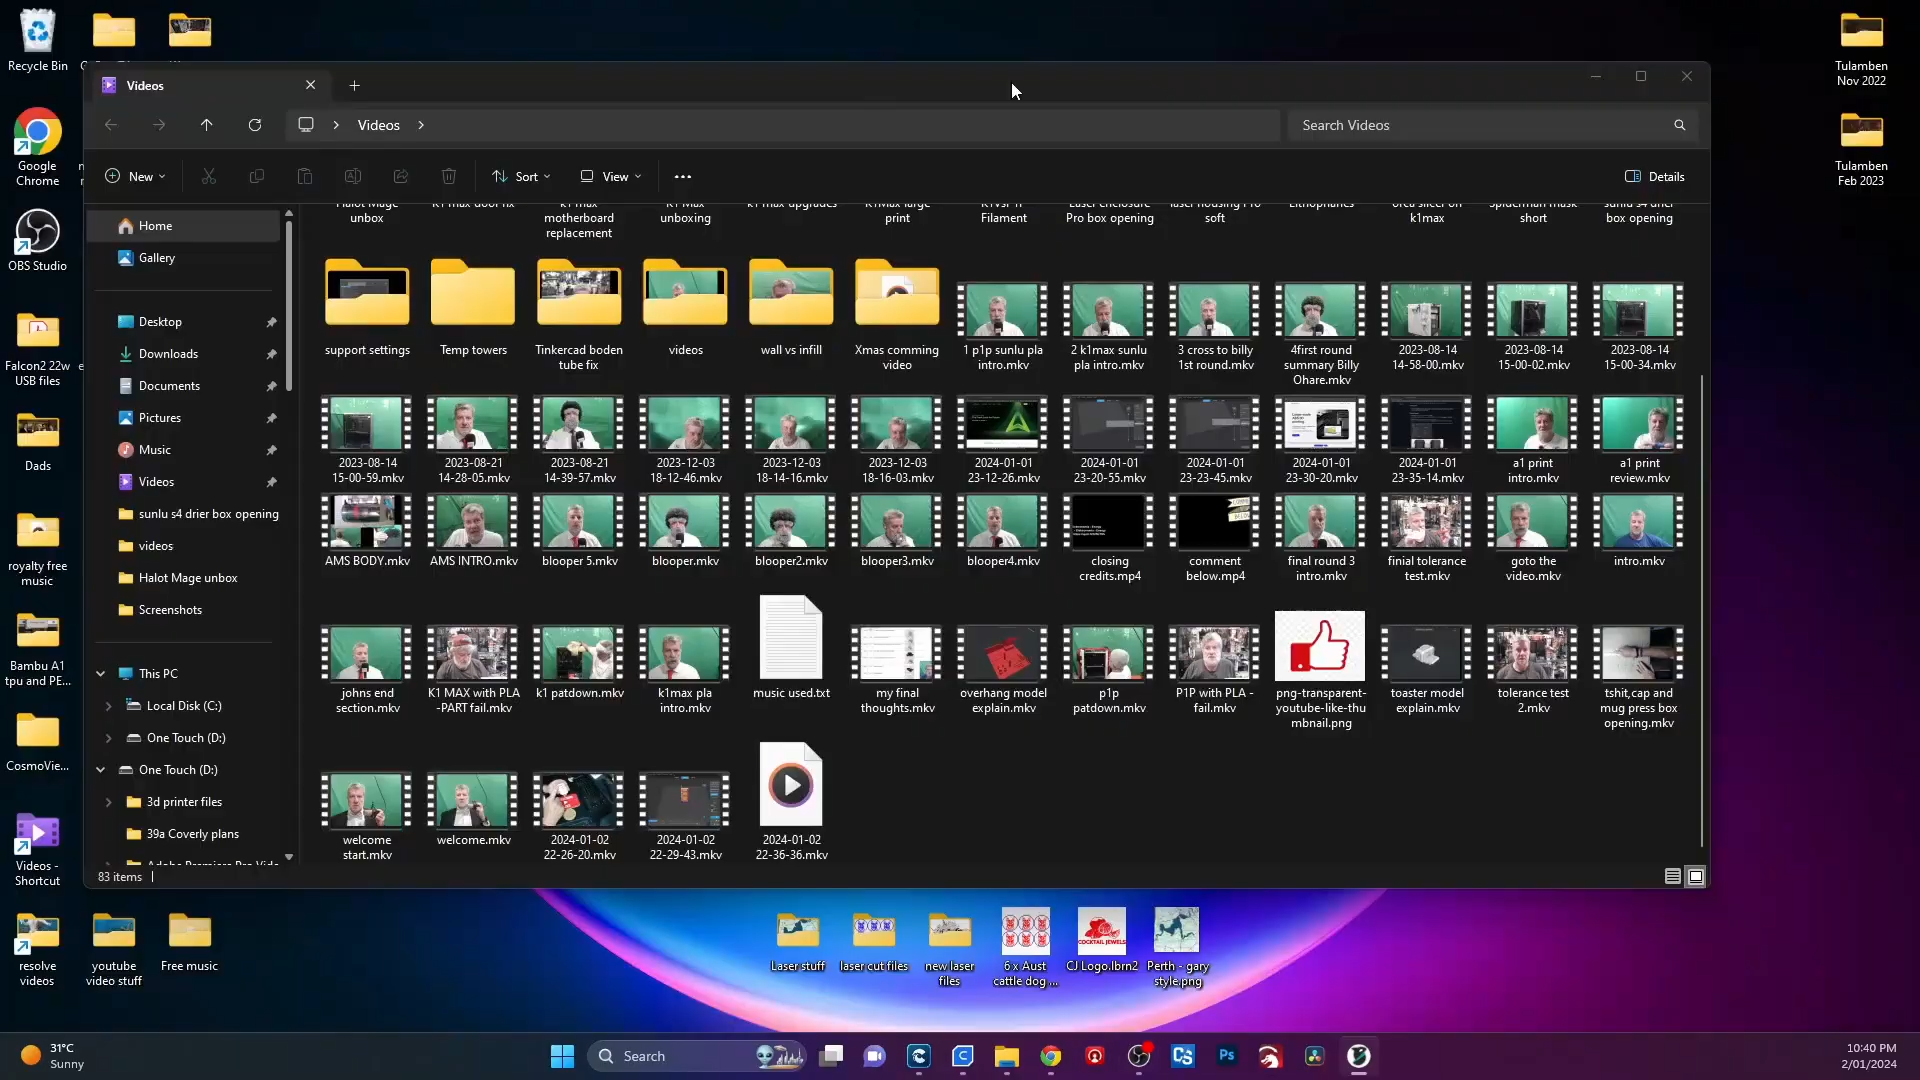 Recycle Bin
Google
Chrome
OBS Studio
Falcon2 22w
USB files
Dads
royalty free
music
Bambu A1
tpu and PE...
CosmoVie...
Videos -
Shortcut
resolve
videos
youtube
video stuff
Free music
Tulamben
Nov 2022
Tulamben
Feb 2023
Videos
Videos
Search Videos
New
Sort
View
Details
Home
Gallery
Desktop
Downloads
Documents
Pictures
Music
Videos
sunlu s4 drier box opening
videos
Halot Mage unbox
Screenshots
This PC
Local Disk (C:)
One Touch (D:)
One Touch (D:)
3d printer files
39a Coverly plans
Adobe Premiere Pro Vide
Halot Mage
unbox
k1 max door fix
k1 max
motherboard
replacement
K1 Max
unboxing
k1 max upgrades
K1Max large
print
Filament
Laser enclosure
Pro box opening
laser housing Pro
soft
Lithophanes
orca slicer on
k1max
Spiderman mask
short
sunlu s4 drier
box opening
support settings
Temp towers
Tinkercad boden
tube fix
videos
wall vs infill
Xmas comming
video
1 p1p sunlu pla
intro.mkv
2 k1max sunlu
pla intro.mkv
3 cross to billy
1st round.mkv
4first round
summary Billy
Ohare.mkv
2023-08-14
14-58-00.mkv
2023-08-14
15-00-02.mkv
2023-08-14
15-00-34.mkv
2023-08-14
15-00-59.mkv
2023-08-21
14-28-05.mkv
2023-08-21
14-39-57.mkv
2023-12-03
18-12-46.mkv
2023-12-03
18-14-16.mkv
2023-12-03
18-16-03.mkv
2024-01-01
23-12-26.mkv
2024-01-01
23-20-55.mkv
2024-01-01
23-23-45.mkv
2024-01-01
23-30-20.mkv
2024-01-01
23-35-14.mkv
a1 print
intro.mkv
a1 print
review.mkv
AMS BODY.mkv
AMS INTRO.mkv
blooper 5.mkv
blooper.mkv
blooper2.mkv
blooper3.mkv
blooper4.mkv
closing
credits.mp4
comment
below.mp4
final round 3
intro.mkv
finial tolerance
test.mkv
goto the
video.mkv
intro.mkv
johns end
section.mkv
K1 MAX with PLA
-PART fail.mkv
k1 patdown.mkv
k1max pla
intro.mkv
music used.txt
my final
thoughts.mkv
overhang model
explain.mkv
p1p
patdown.mkv
P1P with PLA -
fail.mkv
png-transparent-
youtube-like-thu
mbnail.png
toaster model
explain.mkv
tolerance test
2.mkv
tshit,cap and
mug press box
opening.mkv
welcome
start.mkv
welcome.mkv
2024-01-02
22-26-20.mkv
2024-01-02
22-29-43.mkv
2024-01-02
22-36-36.mkv
83 items
Laser stuff
laser cut files
new laser
files
6 x Aust
cattle dog ...
COCKTAIL JEWELS
CJ Logo.lbrn2
Perth - gary
style.png
31°C
Sunny
Search
Ps
10:40 PM
2/01/2024